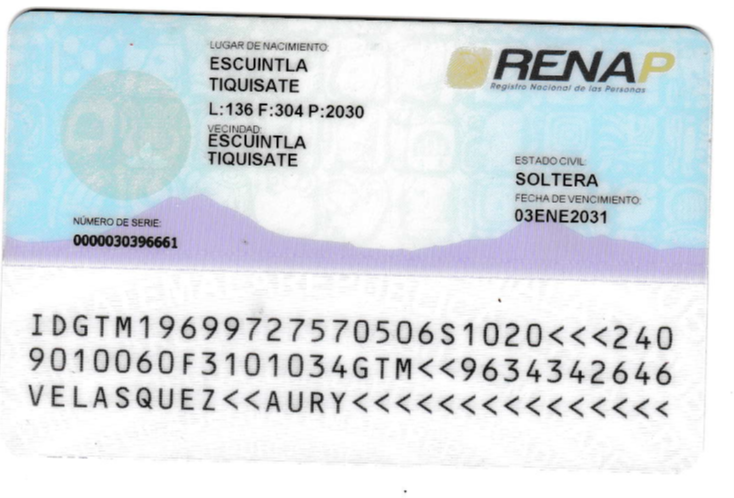 LUGAR DE NACIMIENTO:
ESCUINTLA
TIQUISATE
L:136 F:304 P:2030
VECINDAD:
ESCUINTLA
TIQUISATE
RENAP
Registro Nacional de las Personas
ESTADO CIVIL:
SOLTERA
FECHA DE VENCIMIENTO:
03ENE2031
NÚMERO DE SERIE:
0000030396661
IDGTM19699727570506S1020<<<240
9010060F3101034GTM<<9634342646
VELASQUEZ<<AURY<<<<<<<<<<<<<<<